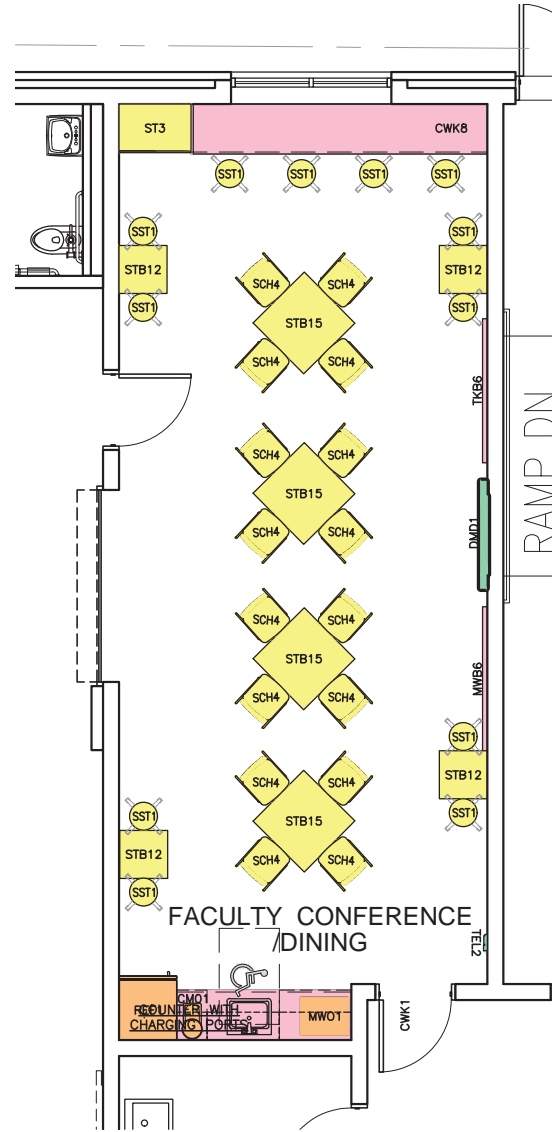 ST3
CWK8
SST1 SST1 SST1 SST1
SST1
SST1
STB12
STB12
SST1
SST1
SCH4 SCH4
STB15
SCH4 SCH4
TKB6
RAMP DN
SCH4 SCH4
STB15
SCH4 SCH4
DMD1
SCH4 SCH4
STB15
SCH4 SCH4
MWB6
SST1
STB12
SST1
SCH4 SCH4
STB15
SCH4 SCH4
SST1
STB12
SST1
FACULTY CONFERENCE
/DINING
TEL2
CM01
COUNTER WITH
CHARGING PORTS
MW01
CWK1